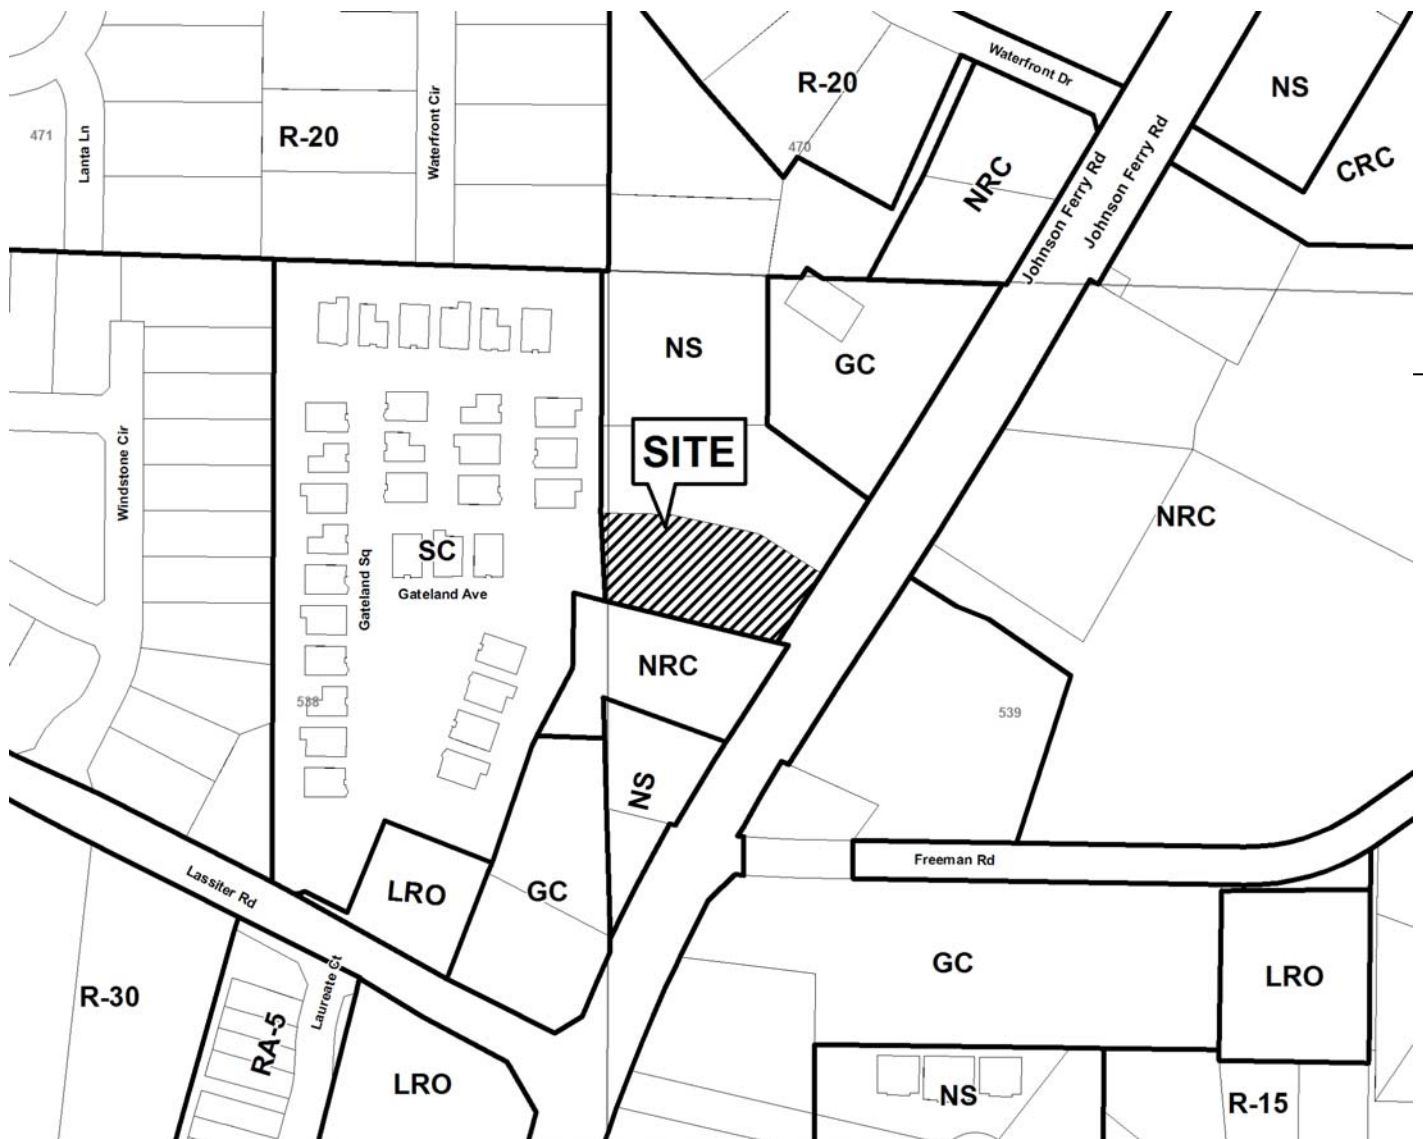 Waterfront Dr
R-20
NS
471
Lanta Ln
R-20
Waterfront Cir
470
NRC
Johnson Ferry Rd
Johnson Ferry Rd
CRC
NS
GC
SITE
Windstone Cir
NRC
SC
Gateland Sq
Gateland Ave
NRC
538
539
NS
Freeman Rd
Lassiter Rd
LRO
GC
GC
LRO
R-30
Laureate Ct
RA-5
LRO
NS
R-15